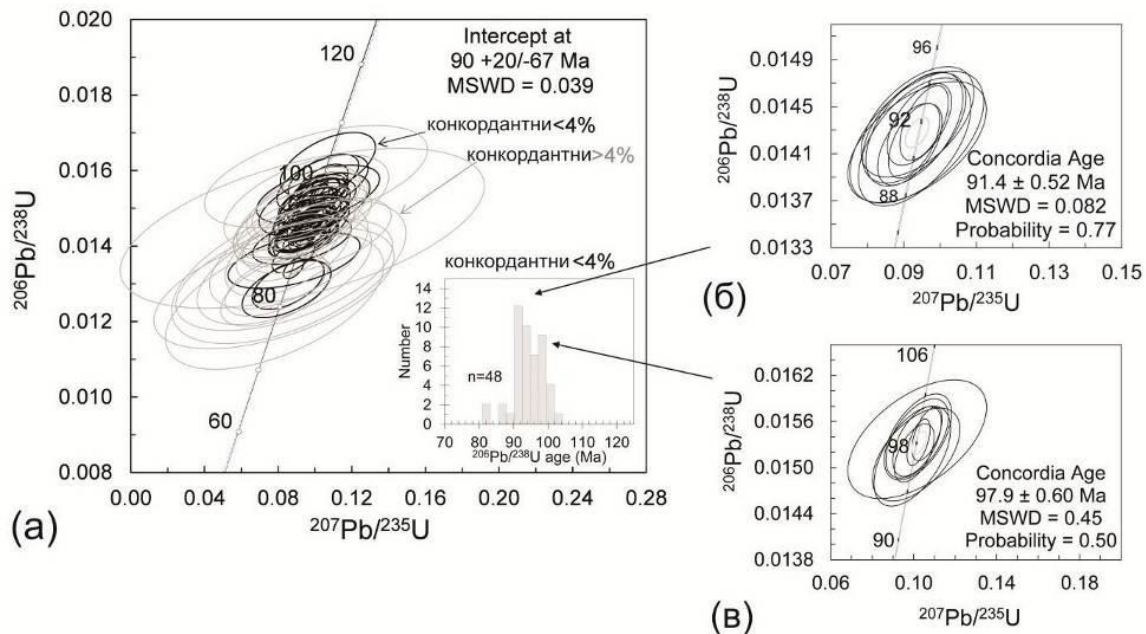 0.020
0.018
0.016
0.014
0.012
0.010
0.008
²⁰⁶Pb/²³⁸U
120
100
80
60
Intercept at
90 +20/-67 Ma
MSWD = 0.039
конкордантни<4%
конкордантни>4%
конкордантни<4%
14
12
10
8
6
4
2
0
Number
n=48
70 80 90 100 110 120
²⁰⁶Pb/²³⁸U age (Ma)
0.00 0.04 0.08 0.12 0.16 0.20 0.24 0.28
²⁰⁷Pb/²³⁵U
(а)
0.0149
0.0145
0.0141
0.0137
0.0133
²⁰⁶Pb/²³⁸U
96
92
88
Concordia Age
91.4 ± 0.52 Ma
MSWD = 0.082
Probability = 0.77
0.07 0.09 0.11 0.13 0.15
²⁰⁷Pb/²³⁵U
(б)
0.0162
0.0156
0.0150
0.0144
0.0138
²⁰⁶Pb/²³⁸U
106
98
90
Concordia Age
97.9 ± 0.60 Ma
MSWD = 0.45
Probability = 0.50
0.06 0.10 0.14 0.18
²⁰⁷Pb/²³⁵U
(в)